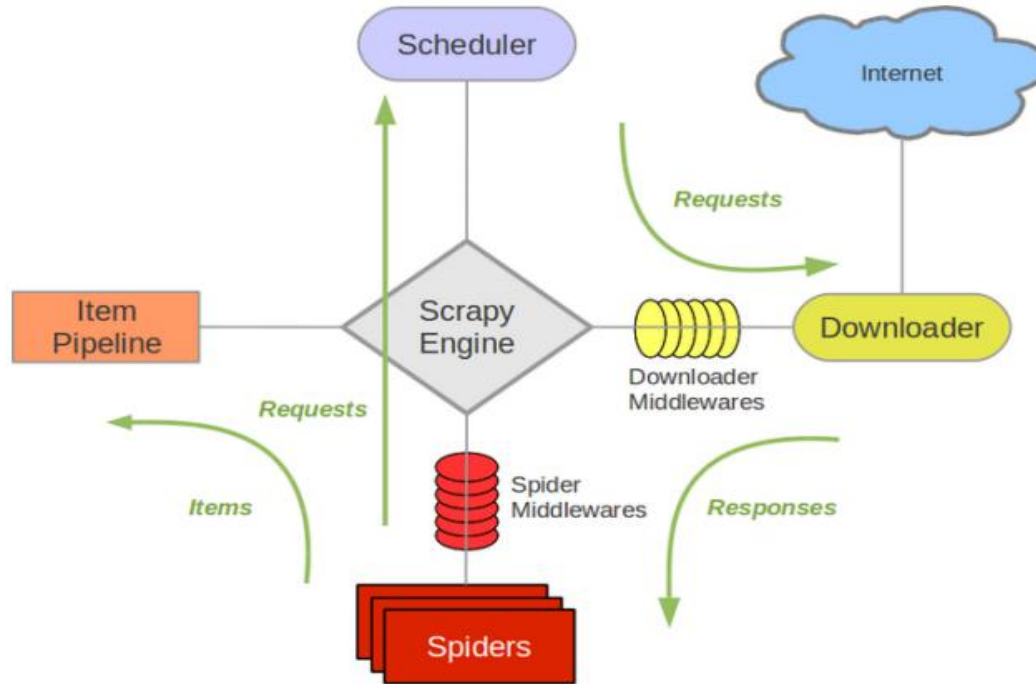 Scheduler
Internet
Requests
Item
Pipeline
Scrapy
Engine
Downloader
Downloader
Middlewares
Requests
Items
Spider
Middlewares
Responses
Spiders